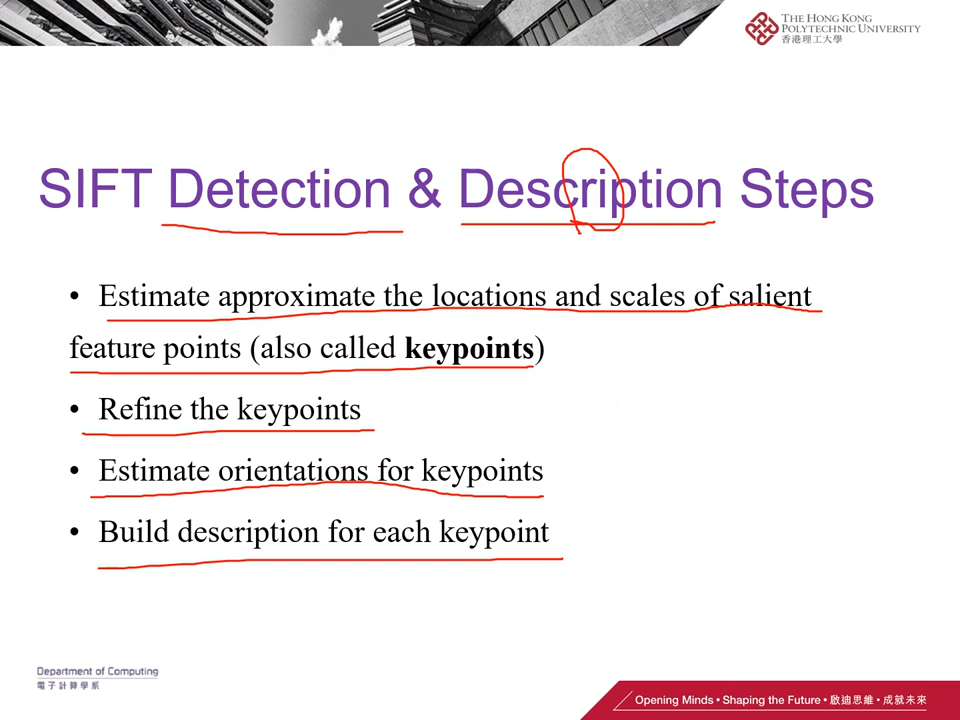 THE HONG KONG
POLYTECHNIC UNIVERSITY
香港理工大學
SIFT Detection & Description Steps
• Estimate approximate the locations and scales of salient
feature points (also called keypoints)
• Refine the keypoints
• Estimate orientations for keypoints
• Build description for each keypoint
Department of Computing
電子計算學系
Opening Minds • Shaping the Future • 啟迪思維 • 成就未來